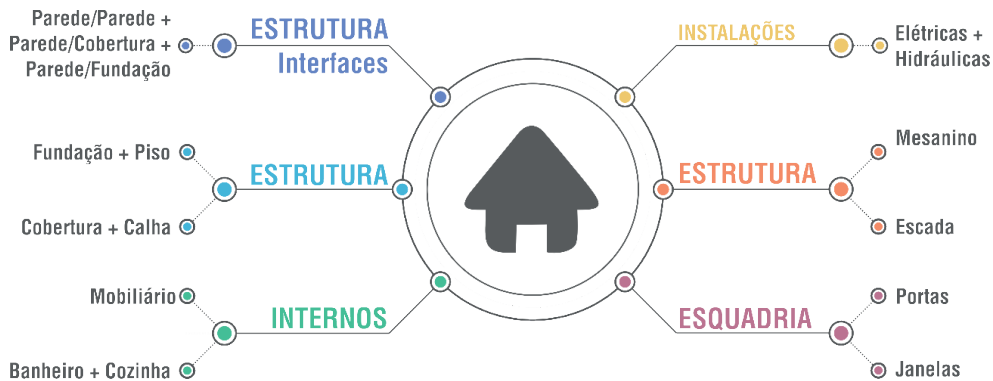 Parede/Parede +
Parede/Cobertura +
Parede/Fundação
ESTRUTURA
Interfaces
INSTALAÇÕES
Elétricas +
Hidráulicas
Fundação + Piso
Cobertura + Calha
ESTRUTURA
ESTRUTURA
Mesanino
Escada
Mobiliário
Banheiro + Cozinha
INTERNOS
ESQUADRIA
Portas
Janelas